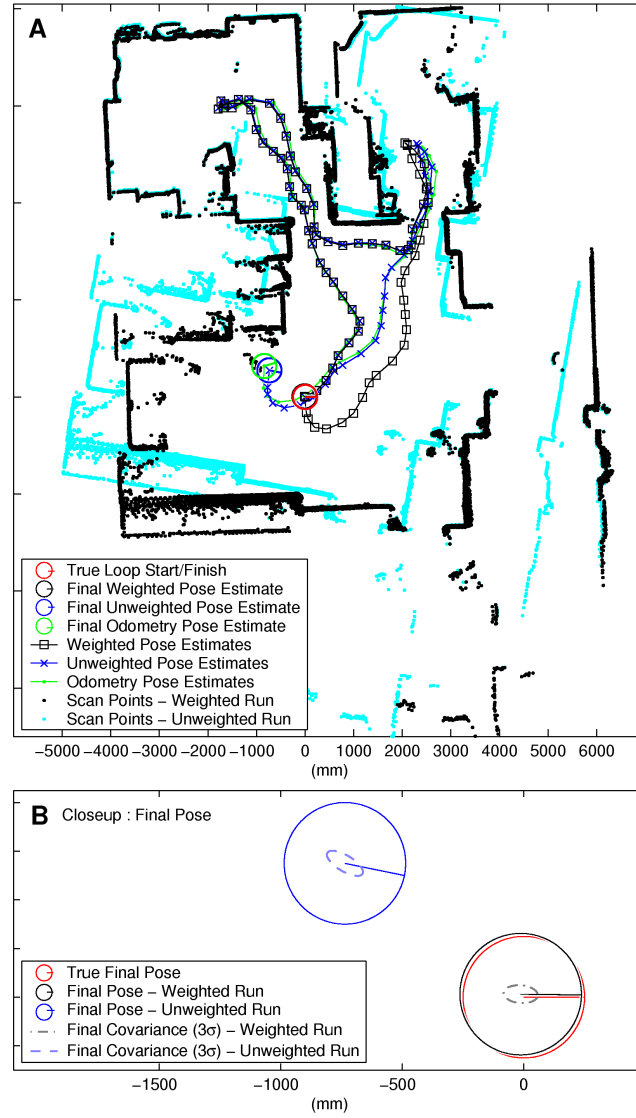 A
True Loop Start/Finish
Final Weighted Pose Estimate
Final Unweighted Pose Estimate
Final Odometry Pose Estimate
Weighted Pose Estimates
Unweighted Pose Estimates
Odometry Pose Estimates
Scan Points − Weighted Run
Scan Points − Unweighted Run
−5000 −4000 −3000 −2000 −1000 0 1000 2000 3000 4000 5000 6000
(mm)
B Closeup : Final Pose
True Final Pose
Final Pose − Weighted Run
Final Pose − Unweighted Run
Final Covariance (3σ) − Weighted Run
Final Covariance (3σ) − Unweighted Run
−1500 −1000 −500 0
(mm)